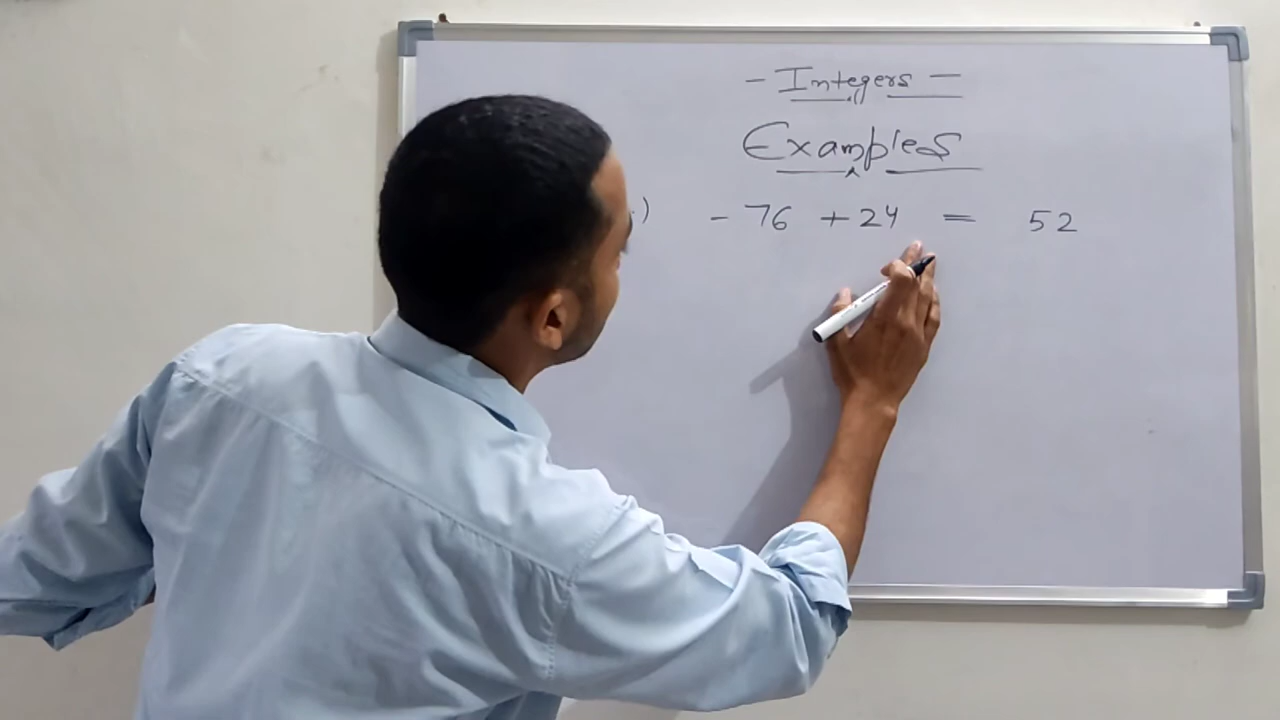 - Integers -
Examples
) - 76 + 24 = 52